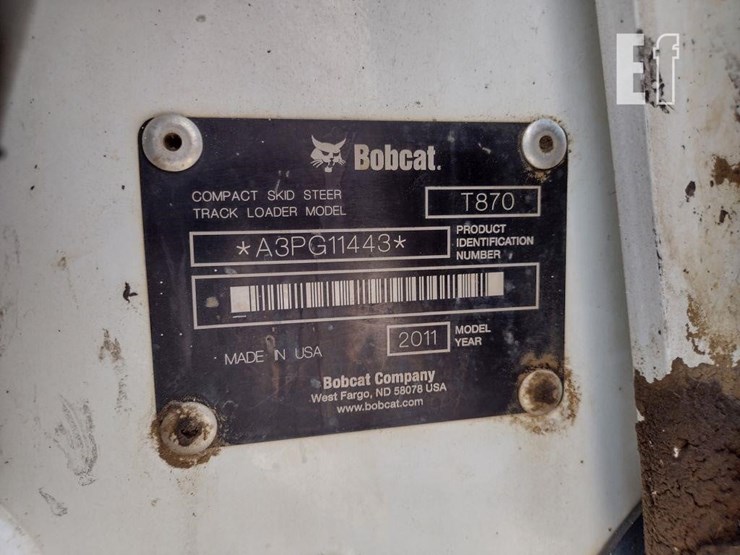 Ef
Bobcat.
COMPACT SKID STEER
TRACK LOADER MODEL
T870
*A3PG11443*
PRODUCT
IDENTIFICATION
NUMBER
MADE IN USA
2011
MODEL
YEAR
Bobcat Company
West Fargo, ND 58078 USA
www.bobcat.com